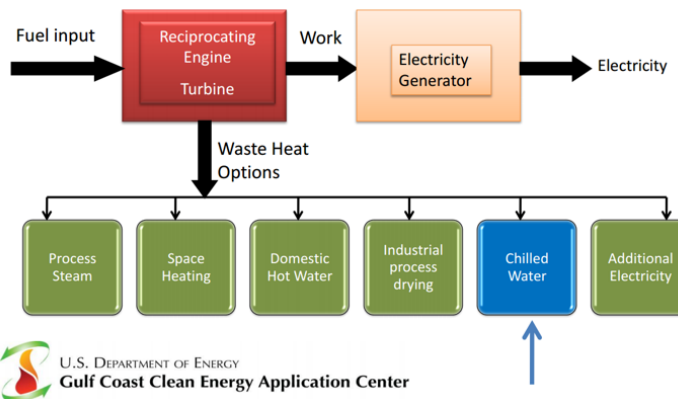 Fuel input
Reciprocating
Engine
Turbine
Work
Electricity
Generator
Electricity
Waste Heat
Options
Process
Steam
Space
Heating
Domestic
Hot Water
Industrial
process
drying
Chilled
Water
Additional
Electricity
U.S. DEPARTMENT OF ENERGY
Gulf Coast Clean Energy Application Center